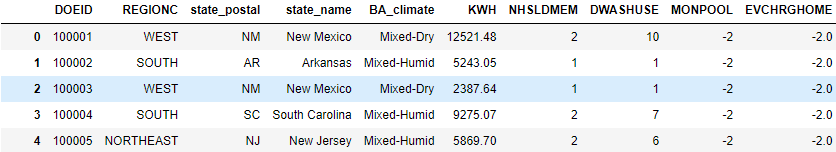 DOEID REGIONC state_postal state_name BA_climate KWH NHSLDMEM DWASHUSE MONPOOL EVCHRGHOME
0 100001 WEST NM New Mexico Mixed-Dry 12521.48 2 10 -2 -2.0
1 100002 SOUTH AR Arkansas Mixed-Humid 5243.05 1 1 -2 -2.0
2 100003 WEST NM New Mexico Mixed-Dry 2387.64 1 1 -2 -2.0
3 100004 SOUTH SC South Carolina Mixed-Humid 9275.07 2 7 -2 -2.0
4 100005 NORTHEAST NJ New Jersey Mixed-Humid 5869.70 2 6 -2 -2.0